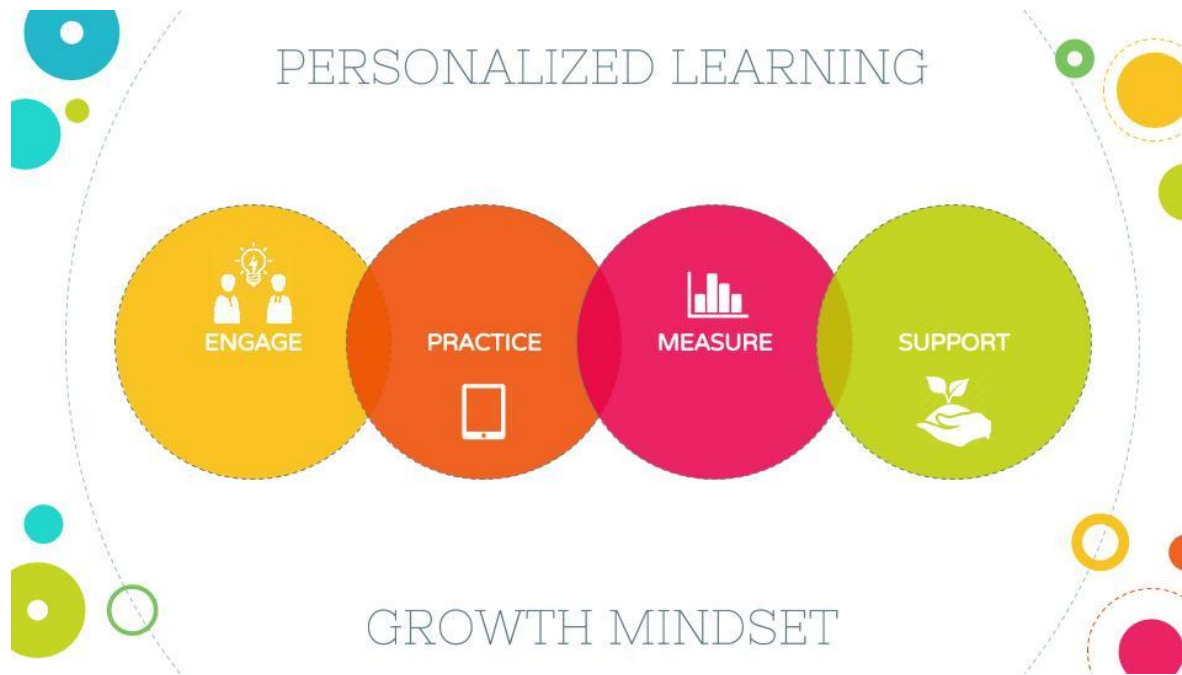 PERSONALIZED LEARNING
ENGAGE
PRACTICE
MEASURE
SUPPORT
GROWTH MINDSET